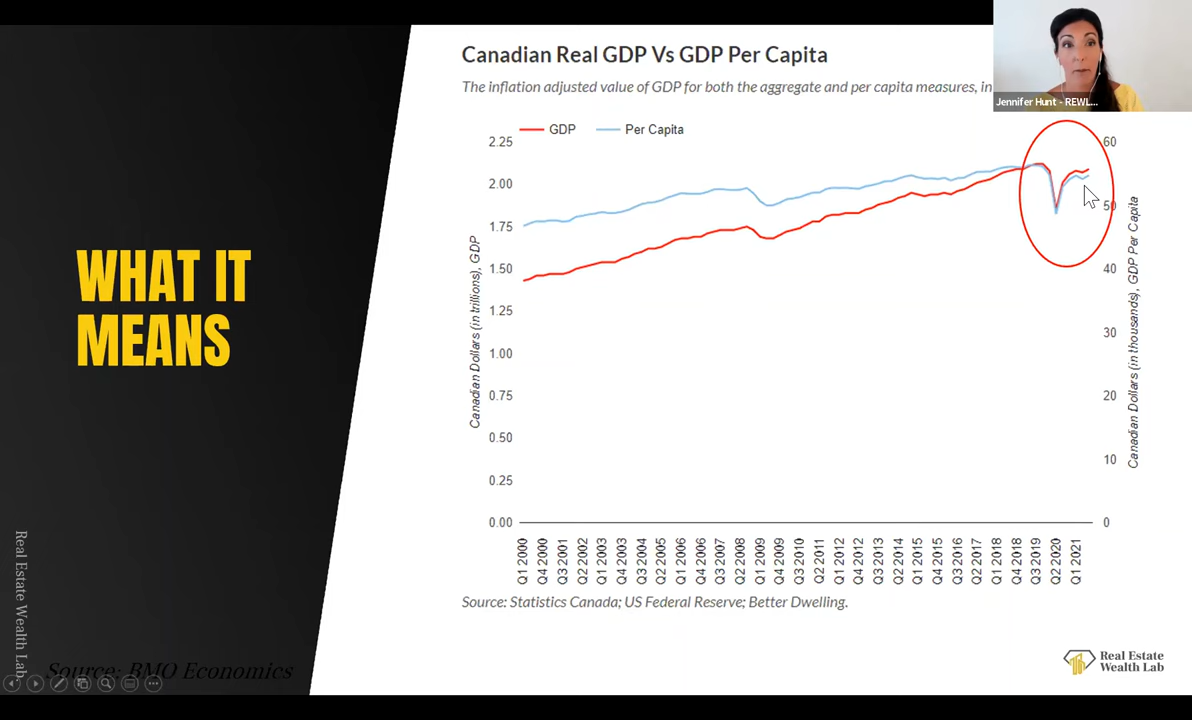 WHAT IT
MEANS
Real Estate Wealth Lab.
Source: BMO Economics
Canadian Real GDP Vs GDP Per Capita
The inflation adjusted value of GDP for both the aggregate and per capita measures, in
Jennifer Hunt - REWL...
GDP
Per Capita
Canadian Dollars (in trillions), GDP
2.25
2.00
1.75
1.50
1.25
1.00
0.75
0.50
0.25
0.00
60
50
40
30
20
10
0
Canadian Dollars (in thousands), GDP Per Capita
Q1 2000
Q4 2000
Q3 2001
Q2 2002
Q1 2003
Q4 2003
Q3 2004
Q2 2005
Q1 2006
Q4 2006
Q3 2007
Q2 2008
Q1 2009
Q4 2009
Q3 2010
Q2 2011
Q1 2012
Q4 2012
Q3 2013
Q2 2014
Q1 2015
Q4 2015
Q3 2016
Q2 2017
Q1 2018
Q4 2018
Q3 2019
Q2 2020
Q1 2021
Source: Statistics Canada; US Federal Reserve; Better Dwelling.
Real Estate
Wealth Lab